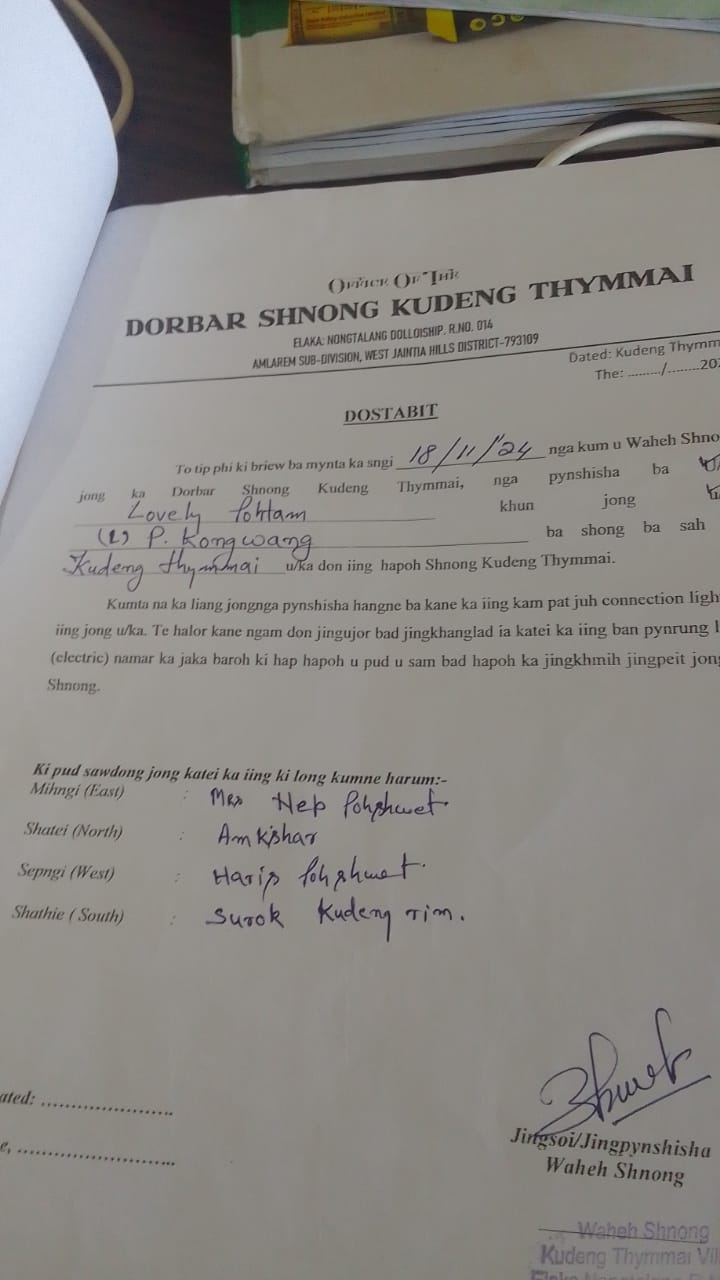 OFFICE OF THE
DORBAR SHNONG KUDENG THYMMAI
ELAKA: NONGTALANG DOLLOISHIP. R.NO. 014
AMLAREM SUB-DIVISION, WEST JAINTIA HILLS DISTRICT-793109
Dated: Kudeng Thymm
The: ........./........202
DOSTABIT
To tip phi ki briew ba mynta ka sngi 18/11/'24 nga kum u Waheh Shno
jong ka Dorbar Shnong Kudeng Thymmai, nga pynshisha ba
Lovely Pohtam khun jong
(L) P. Kongwang ba shong ba sah
Kudeng thymmai u/ka don iing hapoh Shnong Kudeng Thymmai.
Kumta na ka liang jongnga pynshisha hangne ba kane ka iing kam pat juh connection ligh
iing jong u/ka. Te halor kane ngam don jingujor bad jingkhanglad ia katei ka iing ban pynrung l
(electric) namar ka jaka baroh ki hap hapoh u pud u sam bad hapoh ka jingkhmih jingpeit jong
Shnong.
Ki pud sawdong jong katei ka iing ki long kumne harum:-
Mihngi (East) : Mrs Hep Pohshwet.
Shatei (North) : Amkshar
Sepngi (West) : Harip Pohshwet.
Shathie ( South) : Surok Kudeng rim.
ated: ........................
e, ............................
Jingsoi/Jingpynshisha
Waheh Shnong
Waheh Shnong
Kudeng Thymmai Vil